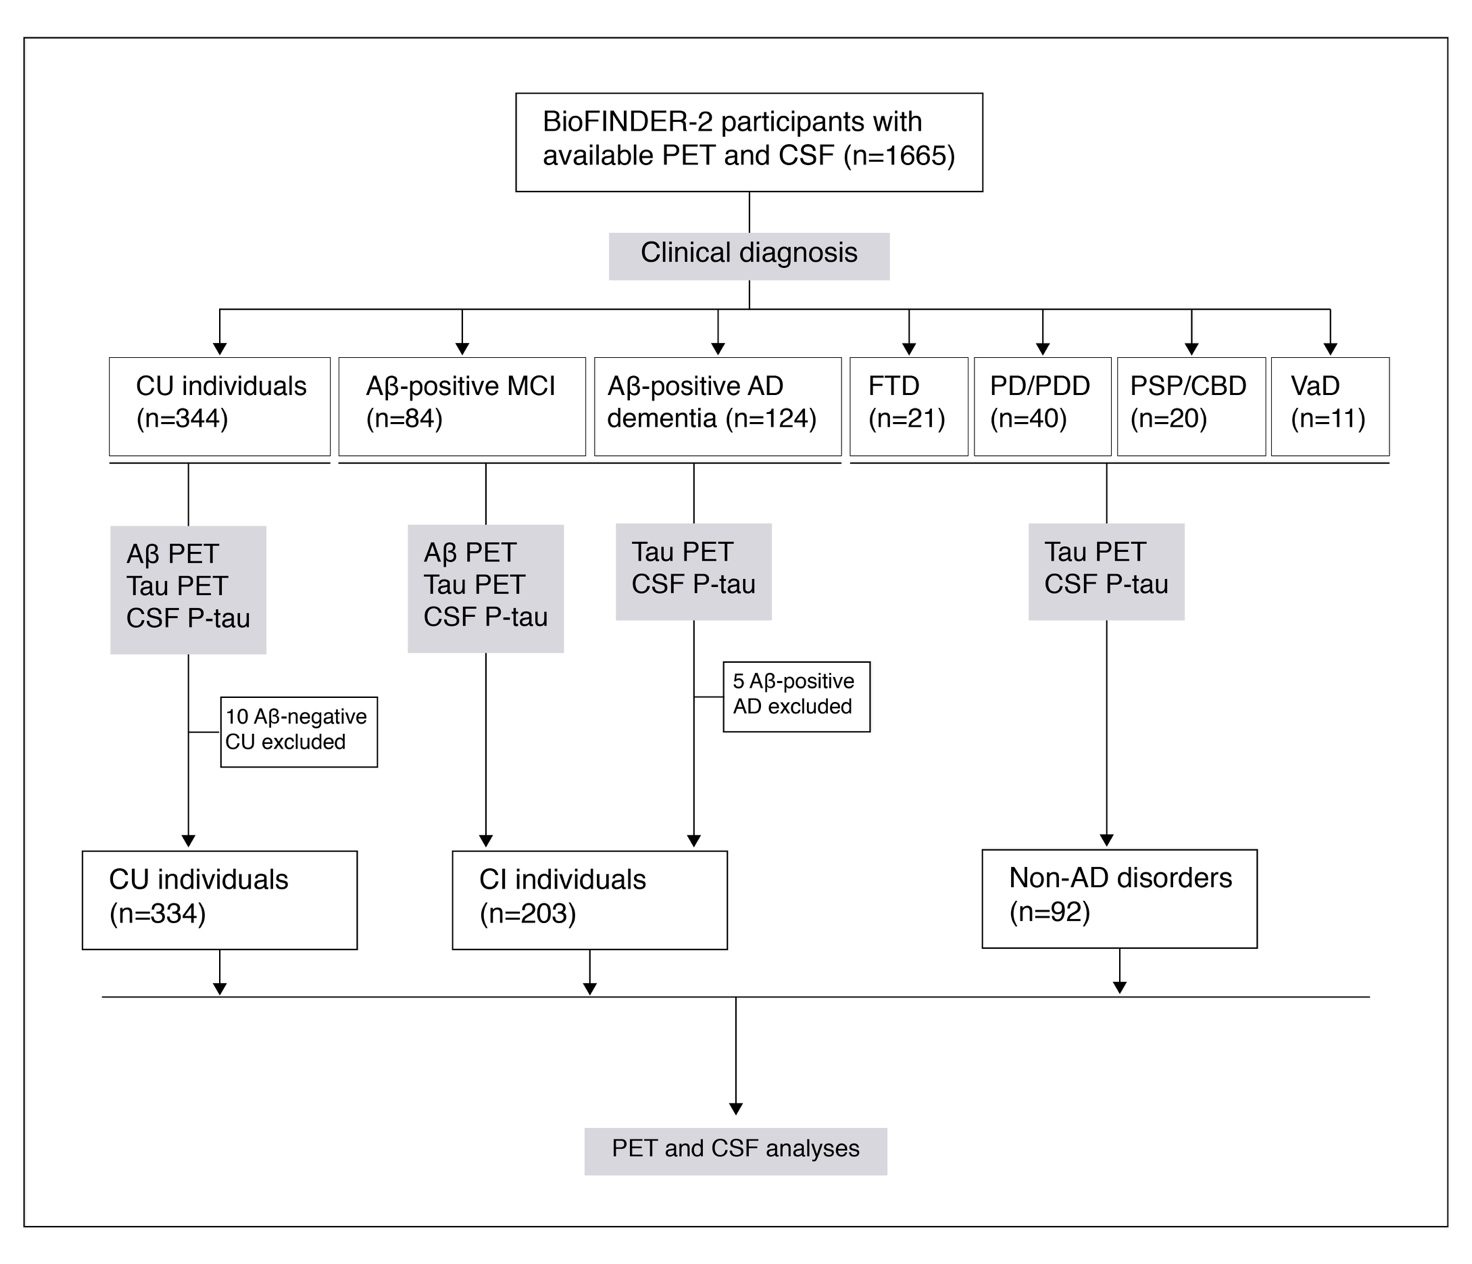 BioFINDER-2 participants with
available PET and CSF (n=1665)
Clinical diagnosis
CU individuals
(n=344)
Aβ-positive MCI
(n=84)
Aβ-positive AD
dementia (n=124)
FTD
(n=21)
PD/PDD
(n=40)
PSP/CBD
(n=20)
VaD
(n=11)
Aβ PET
Tau PET
CSF P-tau
Aβ PET
Tau PET
CSF P-tau
Tau PET
CSF P-tau
Tau PET
CSF P-tau
10 Aβ-negative
CU excluded
5 Aβ-positive
AD excluded
CU individuals
(n=334)
CI individuals
(n=203)
Non-AD disorders
(n=92)
PET and CSF analyses